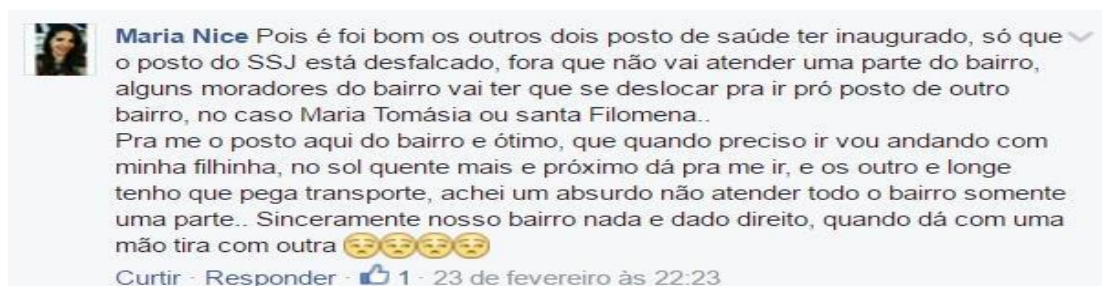 Maria Nice Pois é foi bom os outros dois posto de saúde ter inaugurado, só que
o posto do SSJ está desfalcado, fora que não vai atender uma parte do bairro,
alguns moradores do bairro vai ter que se deslocar pra ir pró posto de outro
bairro, no caso Maria Tomásia ou santa Filomena..
Pra me o posto aqui do bairro e ótimo, que quando preciso ir vou andando com
minha filhinha, no sol quente mais e próximo dá pra me ir, e os outro e longe
tenho que pega transporte, achei um absurdo não atender todo o bairro somente
uma parte.. Sinceramente nosso bairro nada e dado direito, quando dá com uma
mão tira com outra 😒😒😒😒
Curtir · Responder · 1 · 23 de fevereiro às 22:23